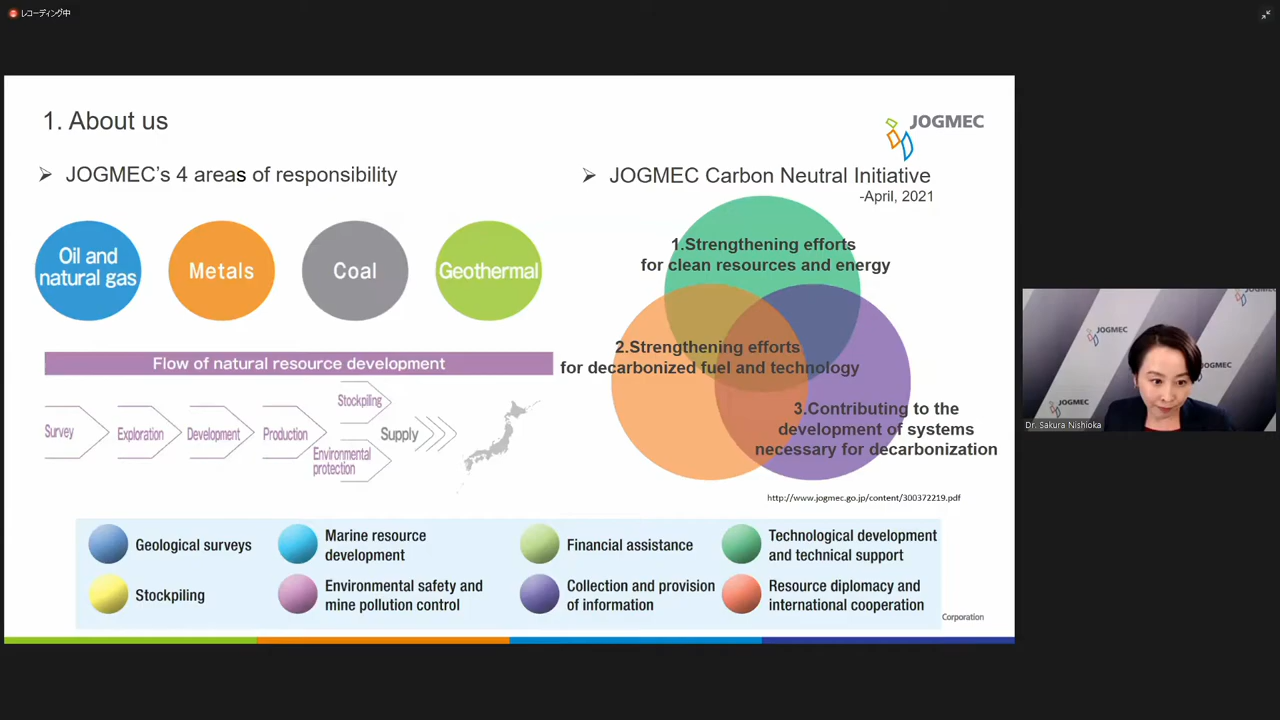 レコーディング中
1. About us
JOGMEC
JOGMEC's 4 areas of responsibility
Oil and
natural gas
Metals
Coal
Geothermal
Flow of natural resource development
Survey
Exploration
Development
Production
Stockpiling
Environmental
protection
Supply
JOGMEC Carbon Neutral Initiative
-April, 2021
1.Strengthening efforts
for clean resources and energy
2.Strengthening efforts
for decarbonized fuel and technology
3.Contributing to the
development of systems
necessary for decarbonization
http://www.jogmec.go.jp/content/300372219.pdf
Geological surveys
Marine resource
development
Financial assistance
Technological development
and technical support
Stockpiling
Environmental safety and
mine pollution control
Collection and provision
of information
Resource diplomacy and
international cooperation
Corporation
JOGMEC
JOGMEC
JOGMEC
Dr. Sakura Nishioka